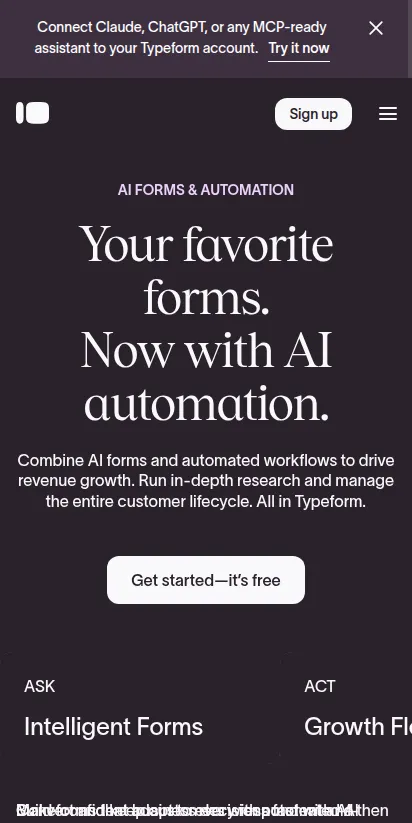 Connect Claude, ChatGPT, or any MCP-ready
assistant to your Typeform account. Try it now
Sign up
AI FORMS & AUTOMATION
Your favorite
forms.
Now with AI
automation.
Combine AI forms and automated workflows to drive
revenue growth. Run in-depth research and manage
the entire customer lifecycle. All in Typeform.
Get started—it’s free
ASK
ACT
Intelligent Forms
Growth Flo
then